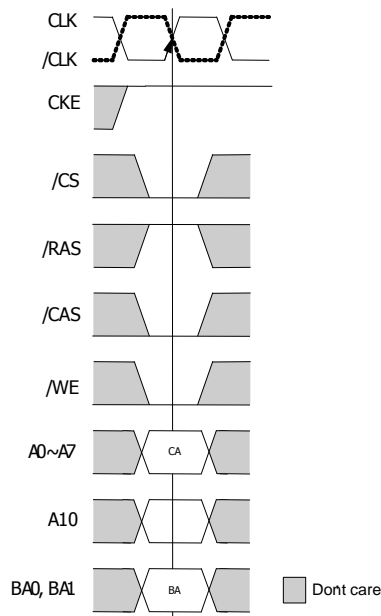 CLK
/CLK
CKE
/CS
/RAS
/CAS
/WE
A0~A7
CA
A10
BA0, BA1
BA
Dont care